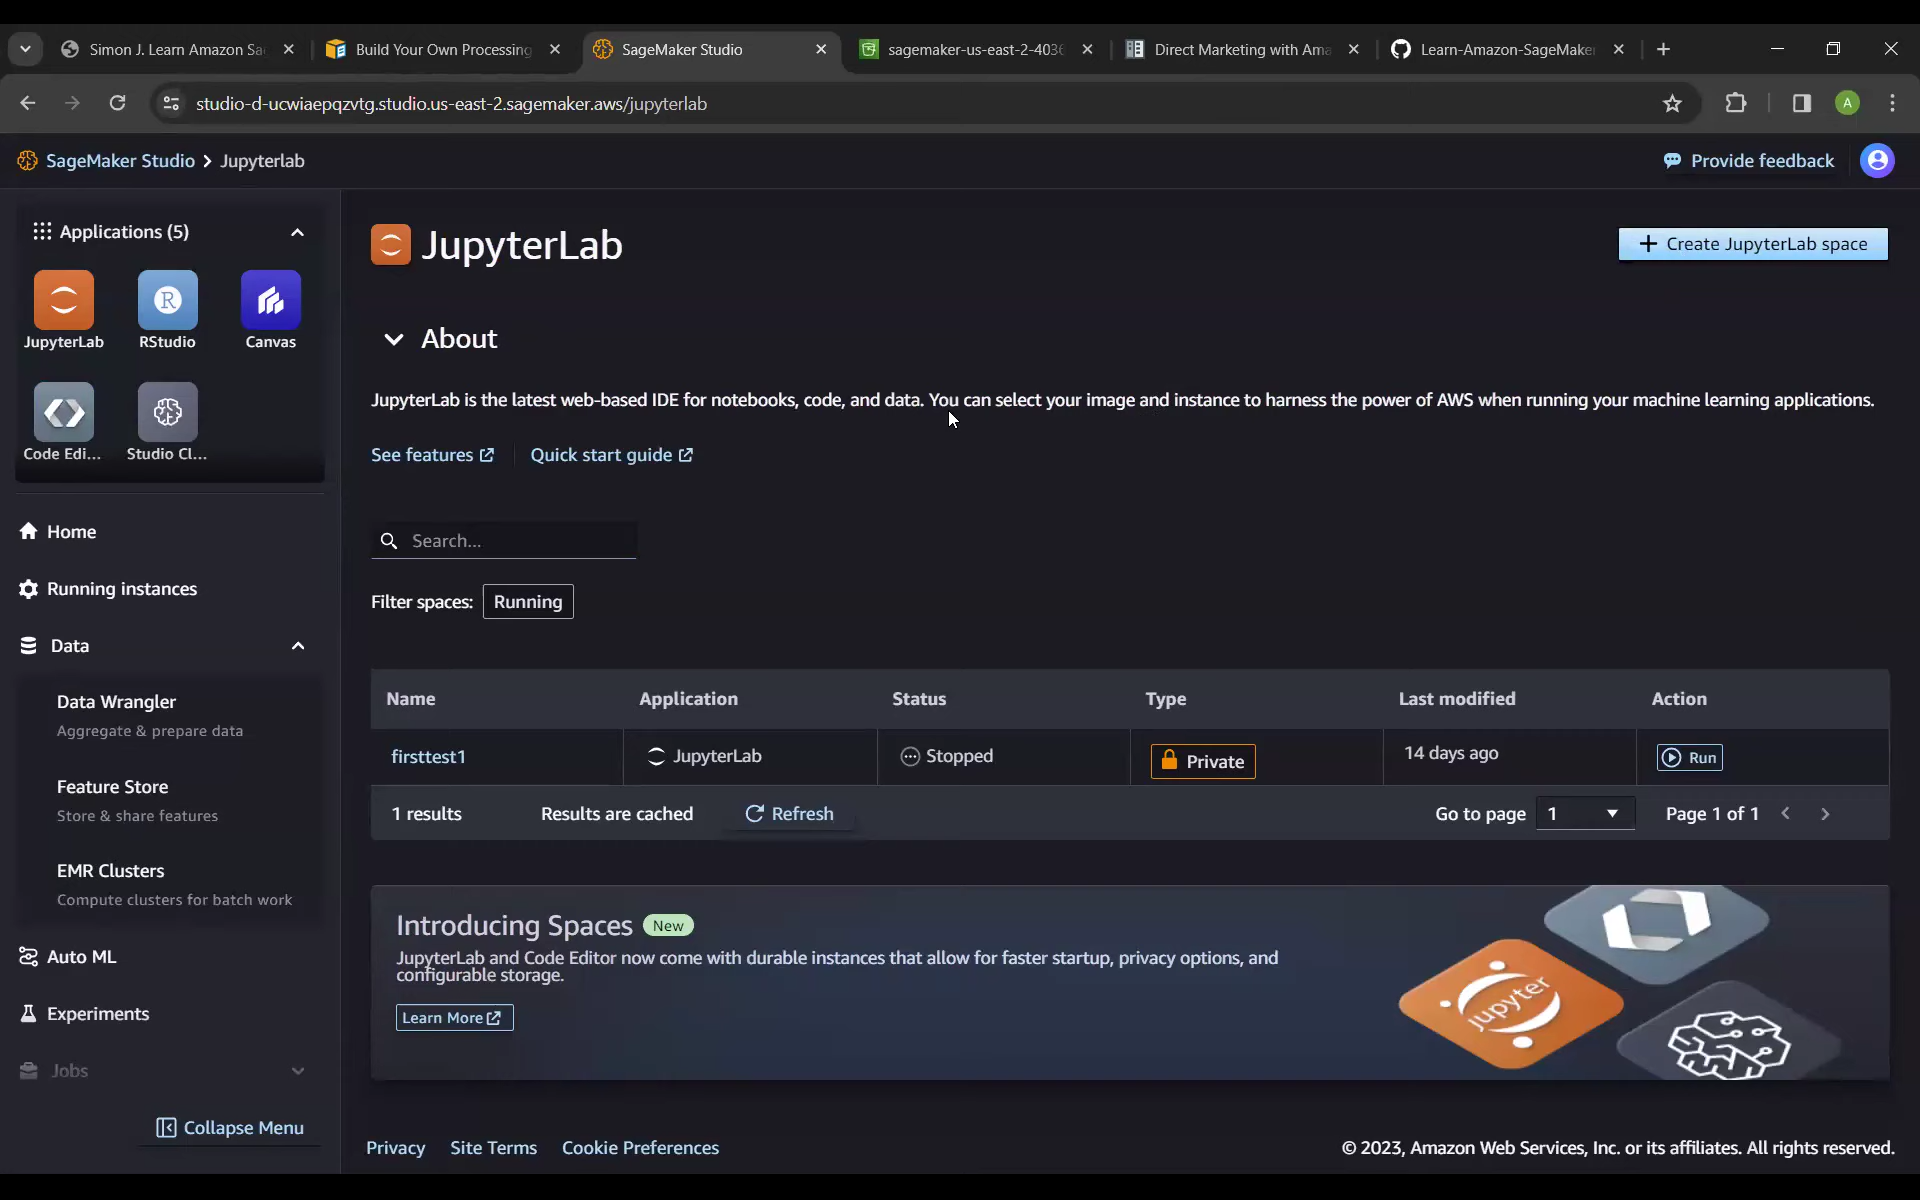 Simon J. Learn Amazon Sa
Build Your Own Processing
SageMaker Studio
sagemaker-us-east-2-4036
Direct Marketing with Ama
Learn-Amazon-SageMaker
studio-d-ucwiaepqzvtg.studio.us-east-2.sagemaker.aws/jupyterlab
A
SageMaker Studio > Jupyterlab
Provide feedback
Applications (5)
JupyterLab
R
RStudio
Canvas
Code Edi...
Studio Cl...
Home
Running instances
Data
Data Wrangler
Aggregate & prepare data
Feature Store
Store & share features
EMR Clusters
Compute clusters for batch work
Auto ML
Experiments
Jobs
Collapse Menu
JupyterLab
+ Create JupyterLab space
About
JupyterLab is the latest web-based IDE for notebooks, code, and data. You can select your image and instance to harness the power of AWS when running your machine learning applications.
See features
Quick start guide
Search...
Filter spaces: Running
Name Application Status Type Last modified Action
firsttest1 JupyterLab Stopped Private 14 days ago Run
1 results Results are cached Refresh Go to page 1 Page 1 of 1
Introducing Spaces New
JupyterLab and Code Editor now come with durable instances that allow for faster startup, privacy options, and
configurable storage.
Learn More
jupyter
Privacy Site Terms Cookie Preferences
© 2023, Amazon Web Services, Inc. or its affiliates. All rights reserved.